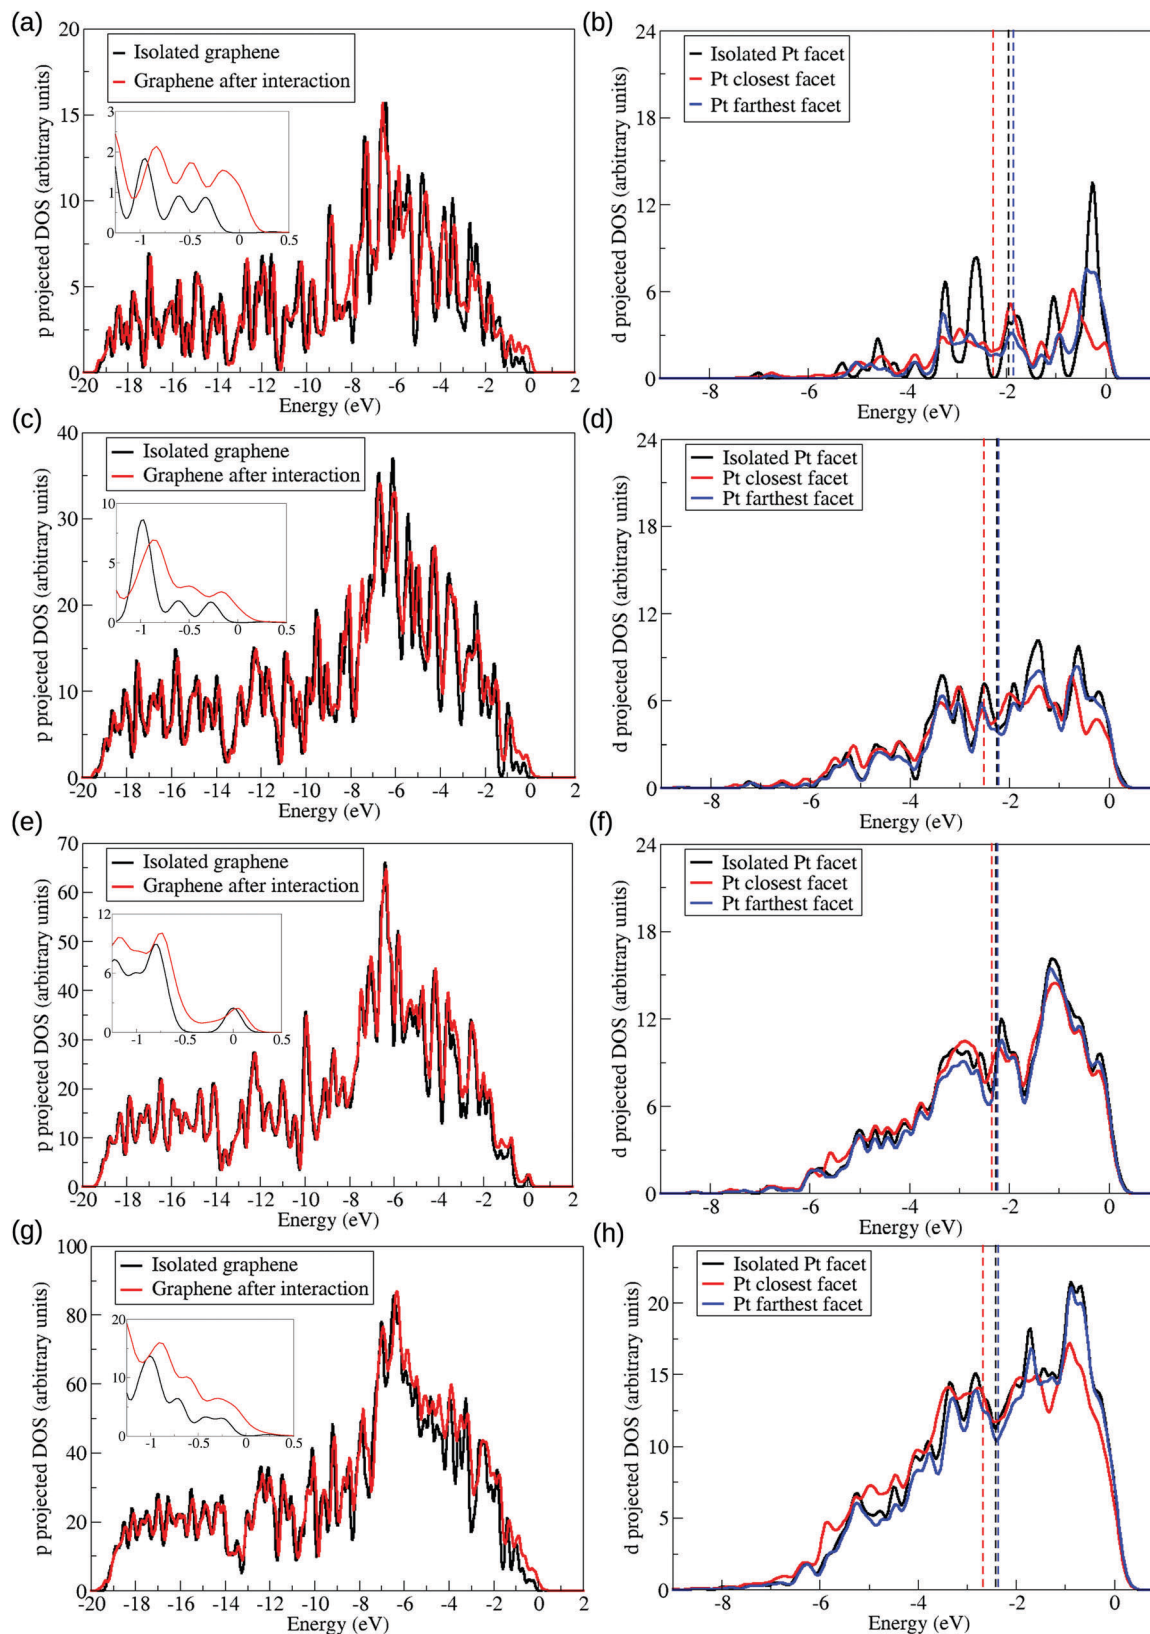 (a)
20
15
10
5
0
p projected DOS (arbitrary units)
Isolated graphene
Graphene after interaction
3
2
1
0
-1 -0.5 0 0.5
-20 -18 -16 -14 -12 -10 -8 -6 -4 -2 0 2
Energy (eV)
(b)
24
18
12
6
0
d projected DOS (arbitrary units)
Isolated Pt facet
Pt closest facet
Pt farthest facet
-8 -6 -4 -2 0
Energy (eV)
(c)
40
30
20
10
0
p projected DOS (arbitrary units)
Isolated graphene
Graphene after interaction
10
5
0
-1 -0.5 0 0.5
-20 -18 -16 -14 -12 -10 -8 -6 -4 -2 0 2
Energy (eV)
(d)
24
18
12
6
0
d projected DOS (arbitrary units)
Isolated Pt facet
Pt closest facet
Pt farthest facet
-8 -6 -4 -2 0
Energy (eV)
(e)
70
60
50
40
30
20
10
0
p projected DOS (arbitrary units)
Isolated graphene
Graphene after interaction
12
6
0
-1 -0.5 0 0.5
-20 -18 -16 -14 -12 -10 -8 -6 -4 -2 0 2
Energy (eV)
(f)
24
18
12
6
0
d projected DOS (arbitrary units)
Isolated Pt facet
Pt closest facet
Pt farthest facet
-8 -6 -4 -2 0
Energy (eV)
(g)
100
80
60
40
20
0
p projected DOS (arbitrary units)
Isolated graphene
Graphene after interaction
20
10
0
-1 -0.5 0 0.5
-20 -18 -16 -14 -12 -10 -8 -6 -4 -2 0 2
Energy (eV)
(h)
20
15
10
5
0
d projected DOS (arbitrary units)
Isolated Pt facet
Pt closest facet
Pt farthest facet
-8 -6 -4 -2 0
Energy (eV)